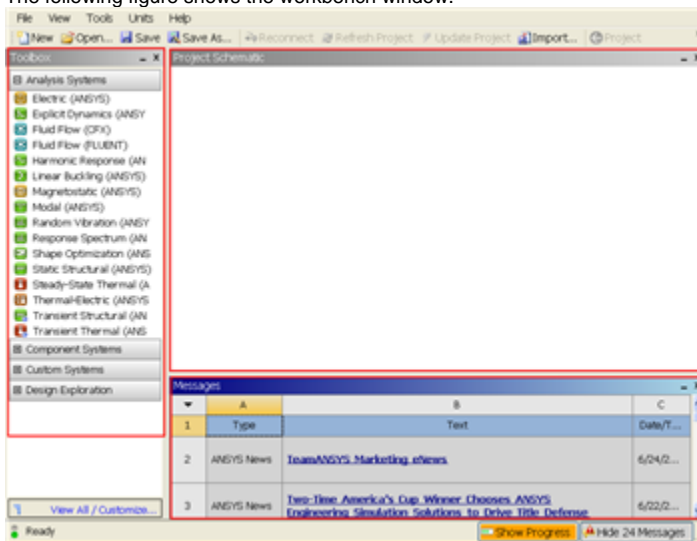 The following figure shows the workbench window.
File View Tools Units Help
New Open... Save Save As... Reconnect Refresh Project Update Project Import... Project
Toolbox
Project Schematic
Analysis Systems
Electric (ANSYS)
Explicit Dynamics (ANSY
Fluid Flow (CFX)
Fluid Flow (FLUENT)
Harmonic Response (AN
Linear Buckling (ANSYS)
Magnetostatic (ANSYS)
Modal (ANSYS)
Random Vibration (ANSY
Response Spectrum (AN
Shape Optimization (ANS
Static Structural (ANSYS)
Steady-State Thermal (A
Thermal-Electric (ANSYS
Transient Structural (AN
Transient Thermal (ANS
Component Systems
Custom Systems
Design Exploration
View All / Customize...
Messages
A B C
1 Type Text Date/T...
2 ANSYS News TeamANSYS Marketing eNews 6/24/2...
3 ANSYS News Two-Time America's Cup Winner Chooses ANSYS Engineering Simulation Solutions to Drive Title Defense 6/22/2...
Ready
Show Progress Hide 24 Messages